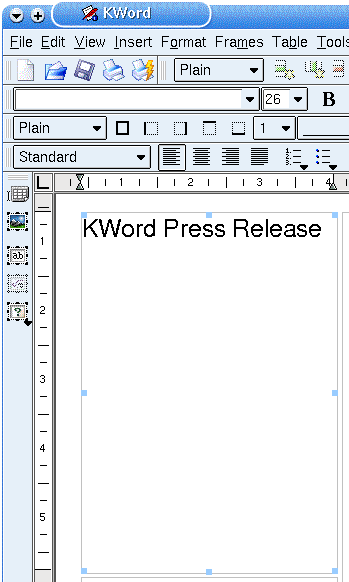 KWord
File Edit View Insert Format Frames Table Tools
Plain
26 B
Plain 1
Standard
1 2 3 4
KWord Press Release
1
2
3
4
5